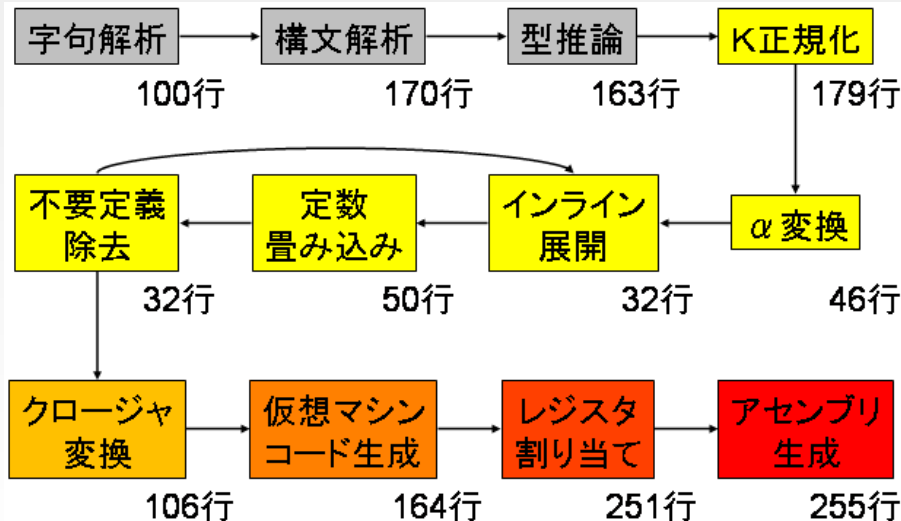 字句解析
構文解析
型推論
K正規化
100行
170行
163行
179行
不要定義
除去
定数
畳み込み
インライン
展開
α変換
32行
50行
32行
46行
クロージャ
変換
仮想マシン
コード生成
レジスタ
割り当て
アセンブリ
生成
106行
164行
251行
255行